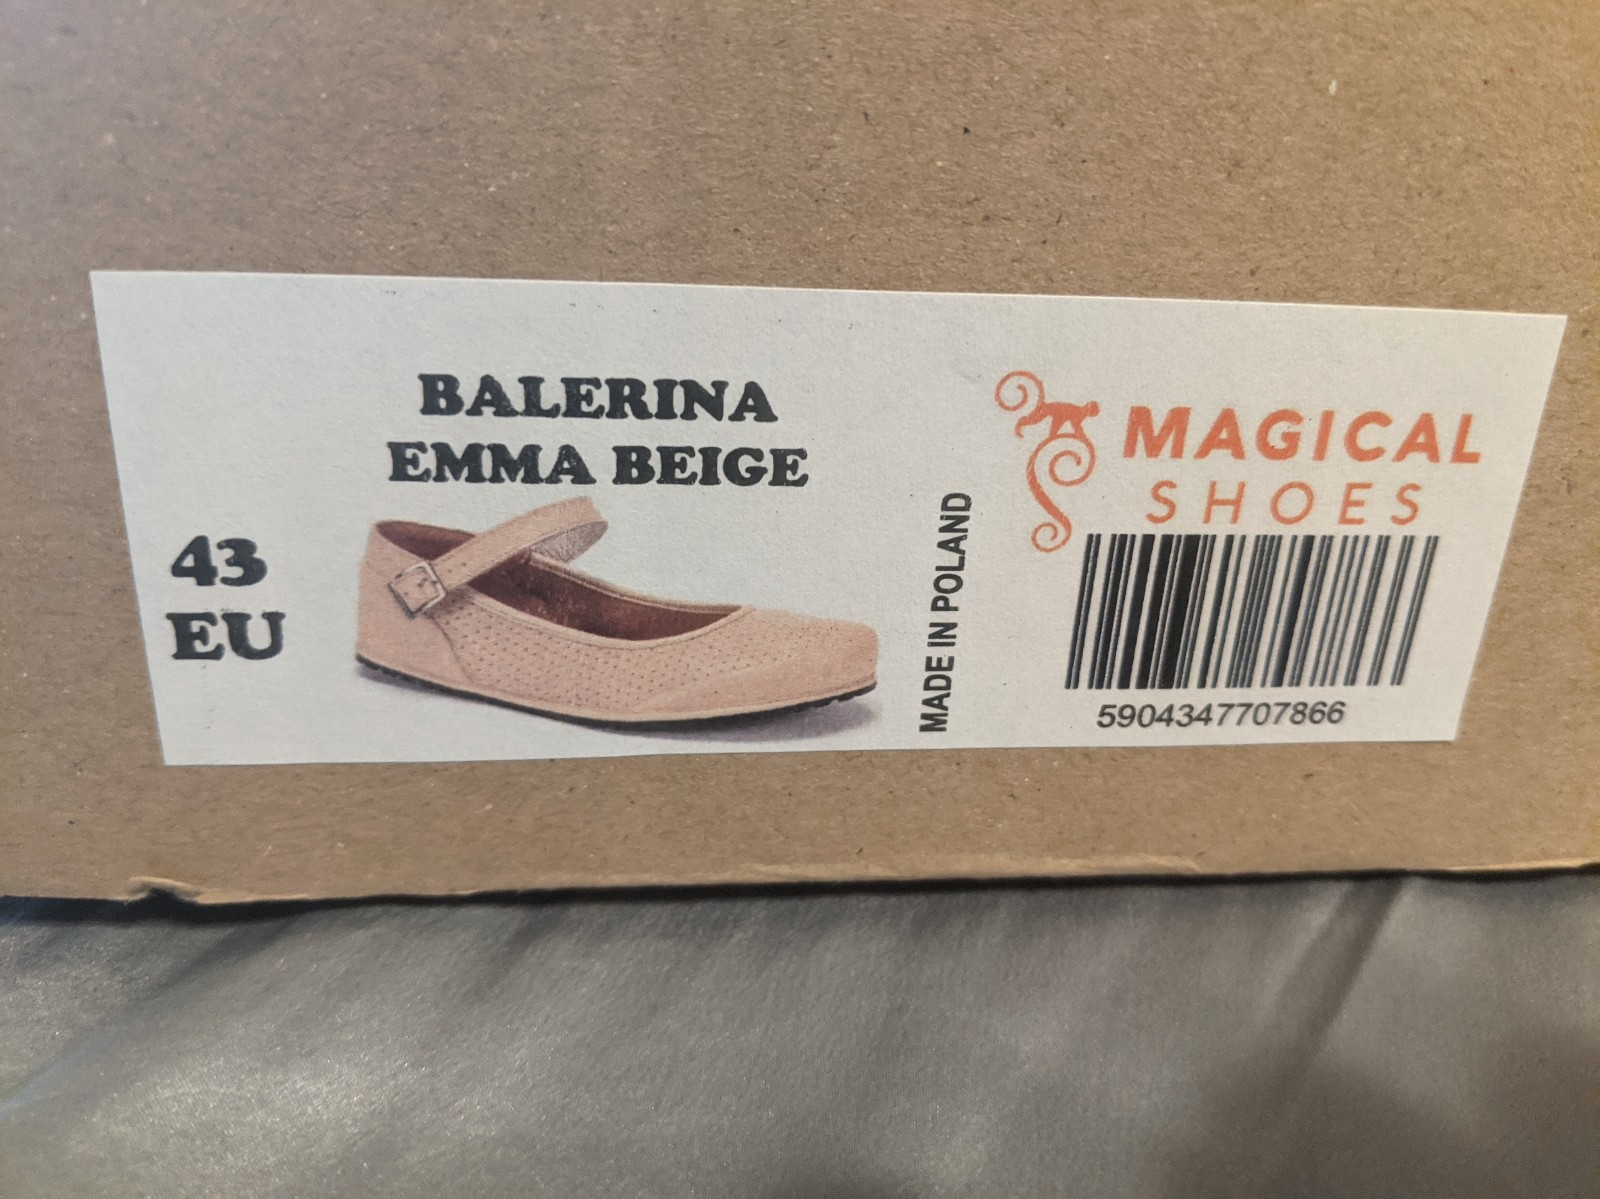 BALERINA
EMMA BEIGE
43
EU
MADE IN POLAND
MAGICAL
SHOES
5904347707866